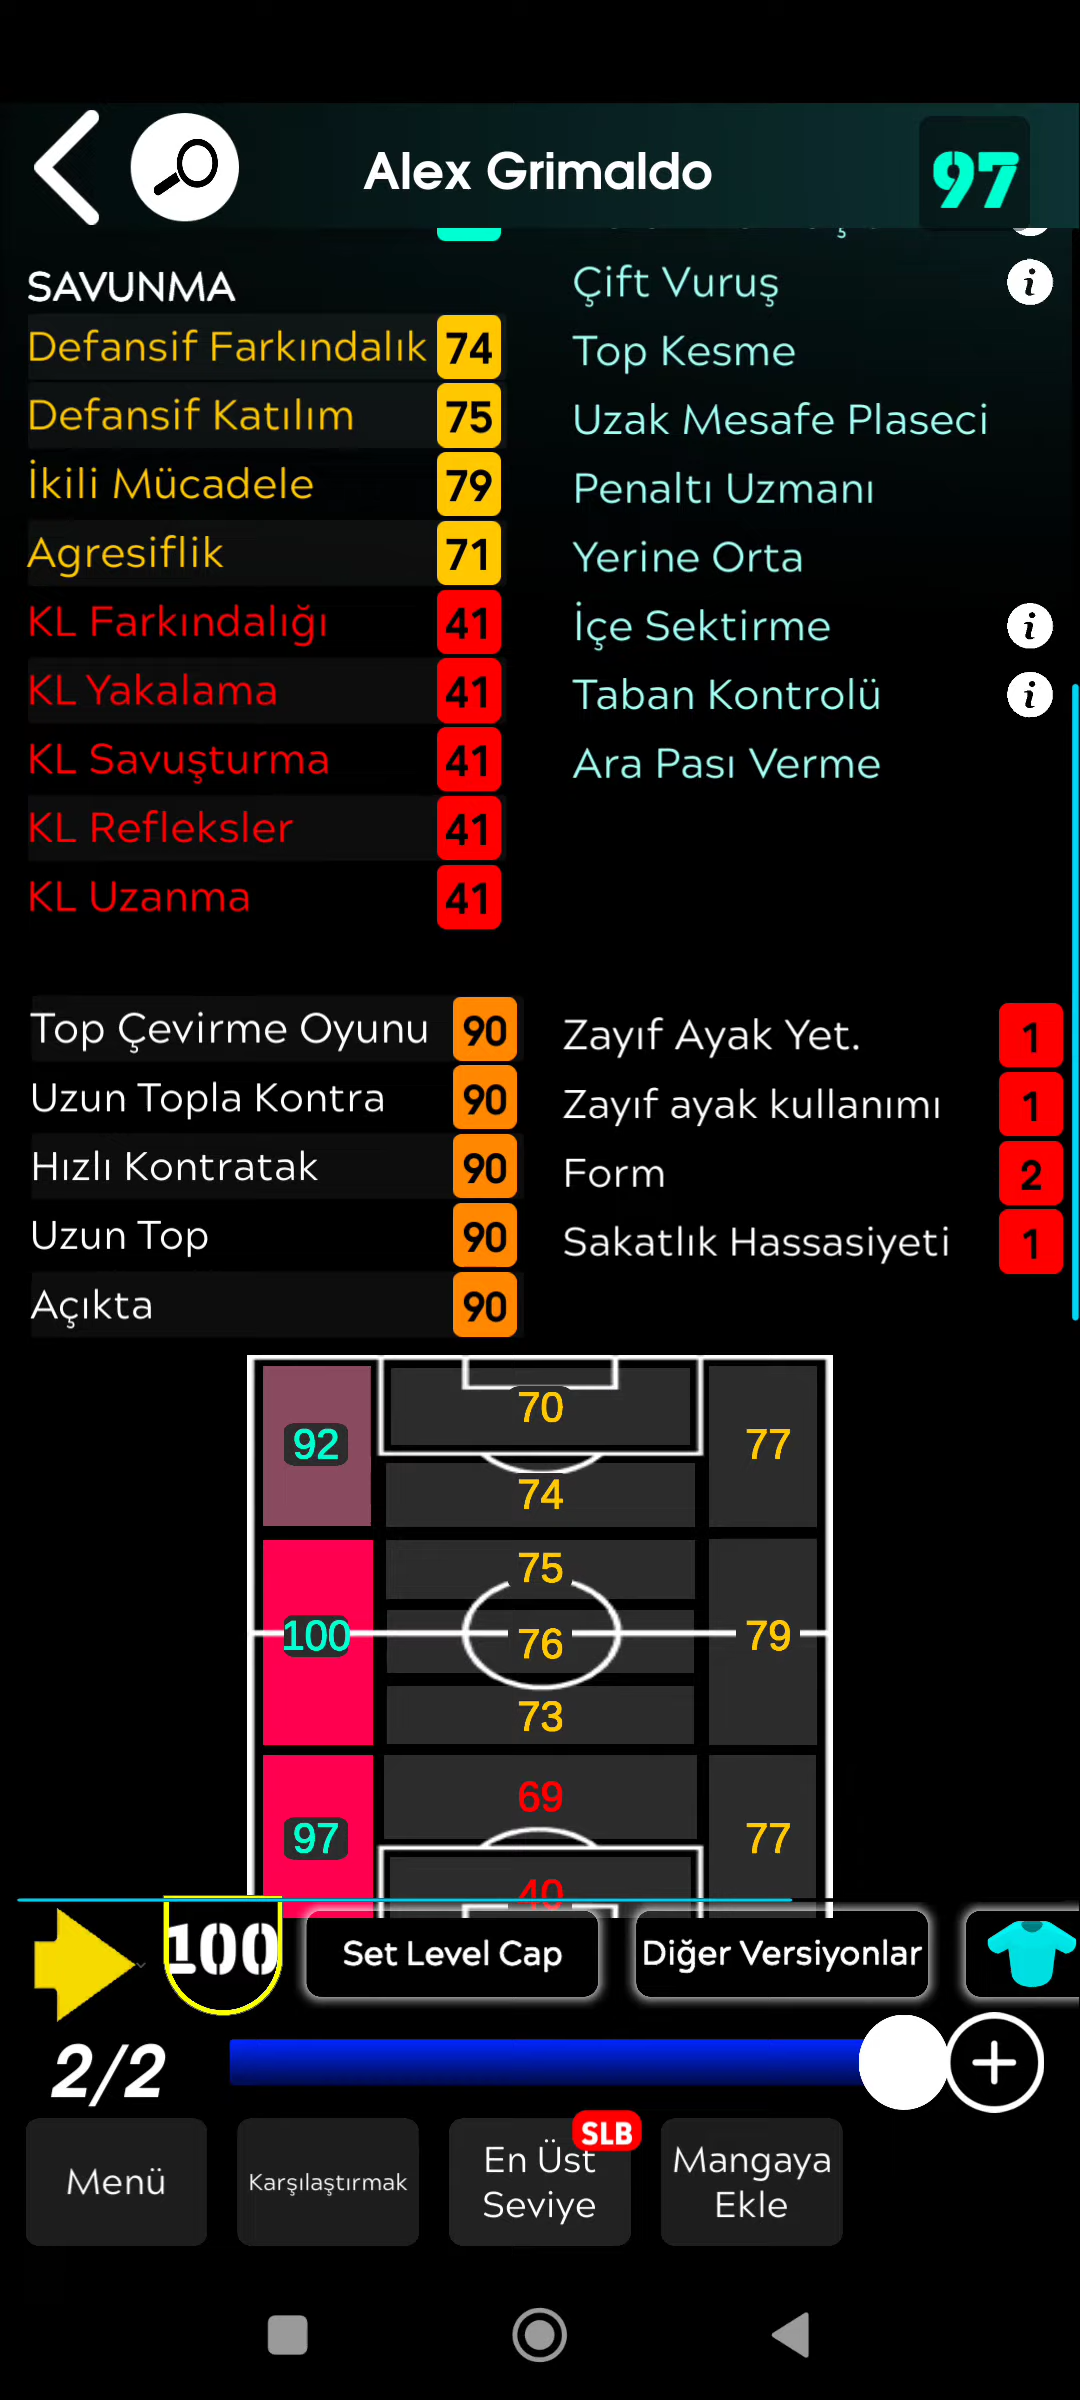 Alex Grimaldo
97
SAVUNMA
Defansif Farkındalık 74
Defansif Katılım 75
İkili Mücadele 79
Agresiflik 71
KL Farkındalığı 41
KL Yakalama 41
KL Savuşturma 41
KL Refleksler 41
KL Uzanma 41
Çift Vuruş i
Top Kesme
Uzak Mesafe Plaseci
Penaltı Uzmanı
Yerine Orta
İçe Sektirme i
Taban Kontrolü i
Ara Pası Verme
Top Çevirme Oyunu 90
Uzun Topla Kontra 90
Hızlı Kontratak 90
Uzun Top 90
Açıkta 90
Zayıf Ayak Yet. 1
Zayıf ayak kullanımı 1
Form 2
Sakatlık Hassasiyeti 1
70
92 77
74
75
100 76 79
73
69
97 77
40
100
Set Level Cap
Diğer Versiyonlar
2/2
Menü
Karşılaştırmak
SLB
En Üst
Seviye
Mangaya
Ekle